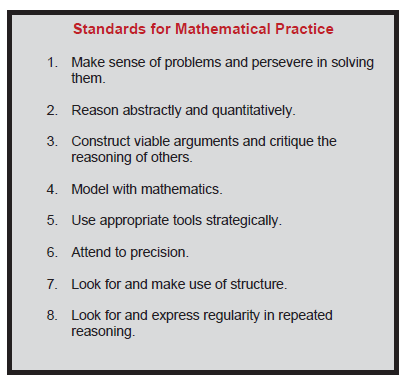 Standards for Mathematical Practice
1. Make sense of problems and persevere in solving
them.
2. Reason abstractly and quantitatively.
3. Construct viable arguments and critique the
reasoning of others.
4. Model with mathematics.
5. Use appropriate tools strategically.
6. Attend to precision.
7. Look for and make use of structure.
8. Look for and express regularity in repeated
reasoning.